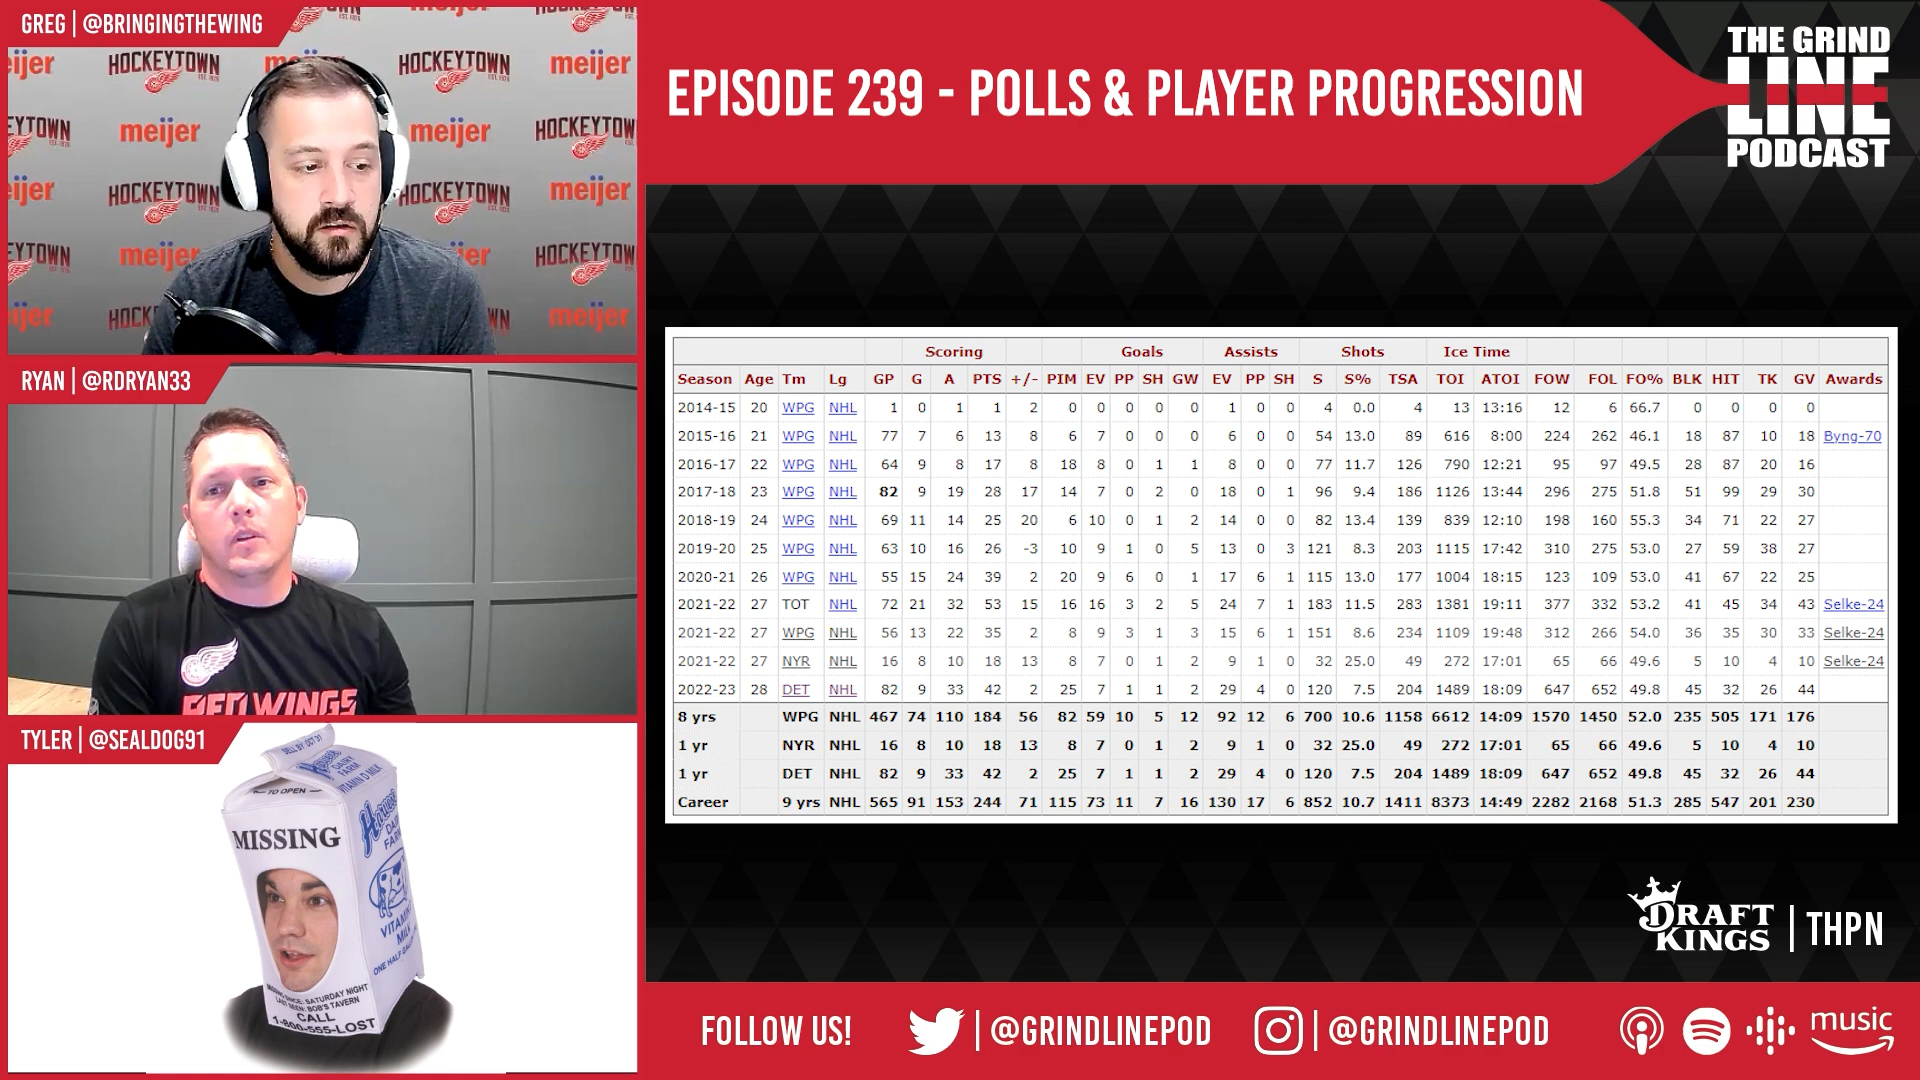 GREG | @BRINGINGTHEWING
HOCKEYTOWN
meijer
RYAN | @RDRYAN33
RED WINGS
TYLER | @SEALDOG91
SELL BY OCT 31
DAIRY FARM
VITAMIN D MILK
TO OPEN
MISSING
MISSING SINCE: SATURDAY NIGHT
LAST SEEN: BOB'S TAVERN
CALL
1-800-555-LOST
EPISODE 239 - POLLS & PLAYER PROGRESSION
THE GRIND
LINE
PODCAST
Scoring Goals Assists Shots Ice Time
Season Age Tm Lg GP G A PTS +/- PIM EV PP SH GW EV PP SH S S% TSA TOI ATOI FOW FOL FO% BLK HIT TK GV Awards
2014-15 20 WPG NHL 1 0 1 1 2 0 0 0 0 0 1 0 0 4 0.0 4 13 13:16 12 6 66.7 0 0 0 0
2015-16 21 WPG NHL 77 7 6 13 8 6 7 0 0 0 6 0 0 54 13.0 89 616 8:00 224 262 46.1 18 87 10 18 Byng-70
2016-17 22 WPG NHL 64 9 8 17 8 18 8 0 1 1 8 0 0 77 11.7 126 790 12:21 95 97 49.5 28 87 20 16
2017-18 23 WPG NHL 82 9 19 28 17 14 7 0 2 0 18 0 1 96 9.4 186 1126 13:44 296 275 51.8 51 99 29 30
2018-19 24 WPG NHL 69 11 14 25 20 6 10 0 1 2 14 0 0 82 13.4 139 839 12:10 198 160 55.3 34 71 22 27
2019-20 25 WPG NHL 63 10 16 26 -3 10 9 1 0 5 13 0 3 121 8.3 203 1115 17:42 310 275 53.0 27 59 38 27
2020-21 26 WPG NHL 55 15 24 39 2 20 9 6 0 1 17 6 1 115 13.0 177 1004 18:15 123 109 53.0 41 67 22 25
2021-22 27 TOT NHL 72 21 32 53 15 16 16 3 2 5 24 7 1 183 11.5 283 1381 19:11 377 332 53.2 41 45 34 43 Selke-24
2021-22 27 WPG NHL 56 13 22 35 2 8 9 3 1 3 15 6 1 151 8.6 234 1109 19:48 312 266 54.0 36 35 30 33 Selke-24
2021-22 27 NYR NHL 16 8 10 18 13 8 7 0 1 2 9 1 0 32 25.0 49 272 17:01 65 66 49.6 5 10 4 10 Selke-24
2022-23 28 DET NHL 82 9 33 42 2 25 7 1 1 2 29 4 0 120 7.5 204 1489 18:09 647 652 49.8 45 32 26 44
8 yrs WPG NHL 467 74 110 184 56 82 59 10 5 12 92 12 6 700 10.6 1158 6612 14:09 1570 1450 52.0 235 505 171 176
1 yr NYR NHL 16 8 10 18 13 8 7 0 1 2 9 1 0 32 25.0 49 272 17:01 65 66 49.6 5 10 4 10
1 yr DET NHL 82 9 33 42 2 25 7 1 1 2 29 4 0 120 7.5 204 1489 18:09 647 652 49.8 45 32 26 44
Career 9 yrs NHL 565 91 153 244 71 115 73 11 7 16 130 17 6 852 10.7 1411 8373 14:49 2282 2168 51.3 285 547 201 230
DRAFT
KINGS | THPN
FOLLOW US! | @GRINDLINEPOD | @GRINDLINEPOD music